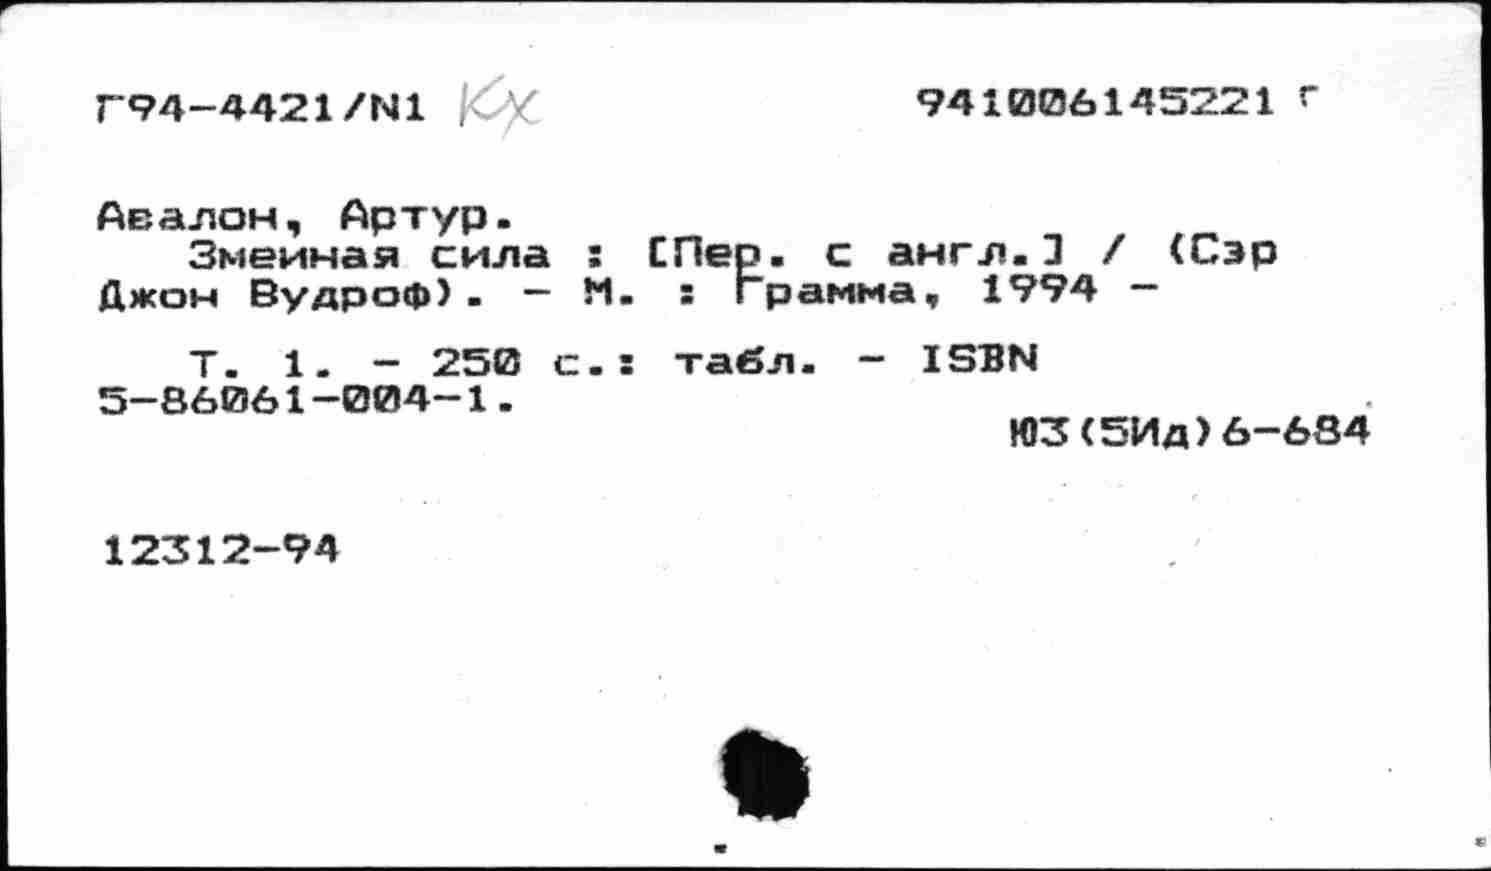 Г94-4421/N1 Кх 941006145221 г
Авалон, Артур.
Змеиная сила : [Пер. с англ.] / (Сэр
Джон Вудроф). - М. : Грамма, 1994 -
Т. 1. - 250 с.: табл. - ISBN
5-86061-004-1.
Ю3(5Ид)6-684
12312-94